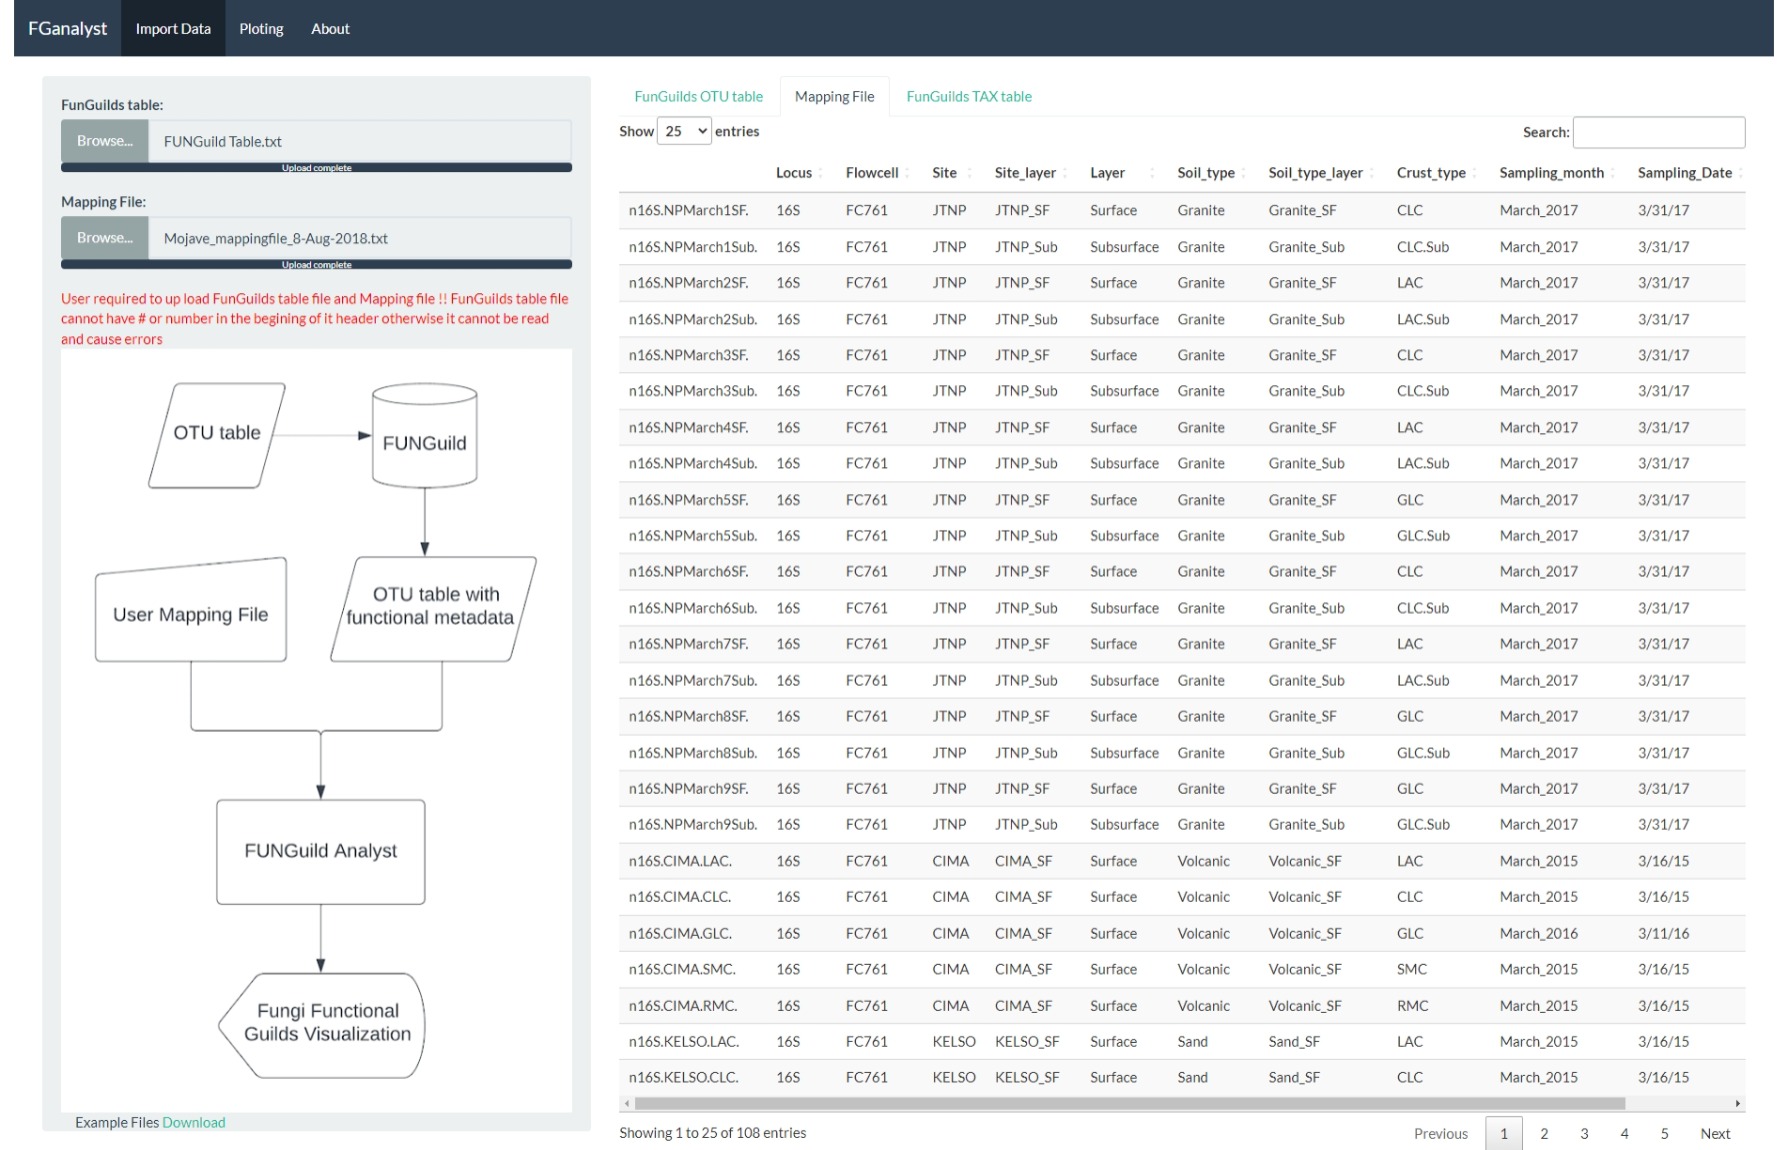 FGanalyst Import Data Ploting About
FunGuilds table:
Browse... FUNGuild Table.txt
Upload complete
Mapping File:
Browse... Mojave_mappingfile_8-Aug-2018.txt
Upload complete
User required to up load FunGuilds table file and Mapping file !! FunGuilds table file
cannot have # or number in the begining of it header otherwise it cannot be read
and cause errors
OTU table
FUNGuild
User Mapping File
OTU table with
functional metadata
FUNGuild Analyst
Fungi Functional
Guilds Visualization
Example Files Download
FunGuilds OTU table Mapping File FunGuilds TAX table
Show 25 entries Search:
Locus Flowcell Site Site_layer Layer Soil_type Soil_type_layer Crust_type Sampling_month Sampling_Date
n16S.NPMarch1SF. 16S FC761 JTNP JTNP_SF Surface Granite Granite_SF CLC March_2017 3/31/17
n16S.NPMarch1Sub. 16S FC761 JTNP JTNP_Sub Subsurface Granite Granite_Sub CLC.Sub March_2017 3/31/17
n16S.NPMarch2SF. 16S FC761 JTNP JTNP_SF Surface Granite Granite_SF LAC March_2017 3/31/17
n16S.NPMarch2Sub. 16S FC761 JTNP JTNP_Sub Subsurface Granite Granite_Sub LAC.Sub March_2017 3/31/17
n16S.NPMarch3SF. 16S FC761 JTNP JTNP_SF Surface Granite Granite_SF CLC March_2017 3/31/17
n16S.NPMarch3Sub. 16S FC761 JTNP JTNP_Sub Subsurface Granite Granite_Sub CLC.Sub March_2017 3/31/17
n16S.NPMarch4SF. 16S FC761 JTNP JTNP_SF Surface Granite Granite_SF LAC March_2017 3/31/17
n16S.NPMarch4Sub. 16S FC761 JTNP JTNP_Sub Subsurface Granite Granite_Sub LAC.Sub March_2017 3/31/17
n16S.NPMarch5SF. 16S FC761 JTNP JTNP_SF Surface Granite Granite_SF GLC March_2017 3/31/17
n16S.NPMarch5Sub. 16S FC761 JTNP JTNP_Sub Subsurface Granite Granite_Sub GLC.Sub March_2017 3/31/17
n16S.NPMarch6SF. 16S FC761 JTNP JTNP_SF Surface Granite Granite_SF CLC March_2017 3/31/17
n16S.NPMarch6Sub. 16S FC761 JTNP JTNP_Sub Subsurface Granite Granite_Sub CLC.Sub March_2017 3/31/17
n16S.NPMarch7SF. 16S FC761 JTNP JTNP_SF Surface Granite Granite_SF LAC March_2017 3/31/17
n16S.NPMarch7Sub. 16S FC761 JTNP JTNP_Sub Subsurface Granite Granite_Sub LAC.Sub March_2017 3/31/17
n16S.NPMarch8SF. 16S FC761 JTNP JTNP_SF Surface Granite Granite_SF GLC March_2017 3/31/17
n16S.NPMarch8Sub. 16S FC761 JTNP JTNP_Sub Subsurface Granite Granite_Sub GLC.Sub March_2017 3/31/17
n16S.NPMarch9SF. 16S FC761 JTNP JTNP_SF Surface Granite Granite_SF GLC March_2017 3/31/17
n16S.NPMarch9Sub. 16S FC761 JTNP JTNP_Sub Subsurface Granite Granite_Sub GLC.Sub March_2017 3/31/17
n16S.CIMA.LAC. 16S FC761 CIMA CIMA_SF Surface Volcanic Volcanic_SF LAC March_2015 3/16/15
n16S.CIMA.CLC. 16S FC761 CIMA CIMA_SF Surface Volcanic Volcanic_SF CLC March_2015 3/16/15
n16S.CIMA.GLC. 16S FC761 CIMA CIMA_SF Surface Volcanic Volcanic_SF GLC March_2016 3/11/16
n16S.CIMA.SMC. 16S FC761 CIMA CIMA_SF Surface Volcanic Volcanic_SF SMC March_2015 3/16/15
n16S.CIMA.RMC. 16S FC761 CIMA CIMA_SF Surface Volcanic Volcanic_SF RMC March_2015 3/16/15
n16S.KELSO.LAC. 16S FC761 KELSO KELSO_SF Surface Sand Sand_SF LAC March_2015 3/16/15
n16S.KELSO.CLC. 16S FC761 KELSO KELSO_SF Surface Sand Sand_SF CLC March_2015 3/16/15
Showing 1 to 25 of 108 entries Previous 1 2 3 4 5 Next